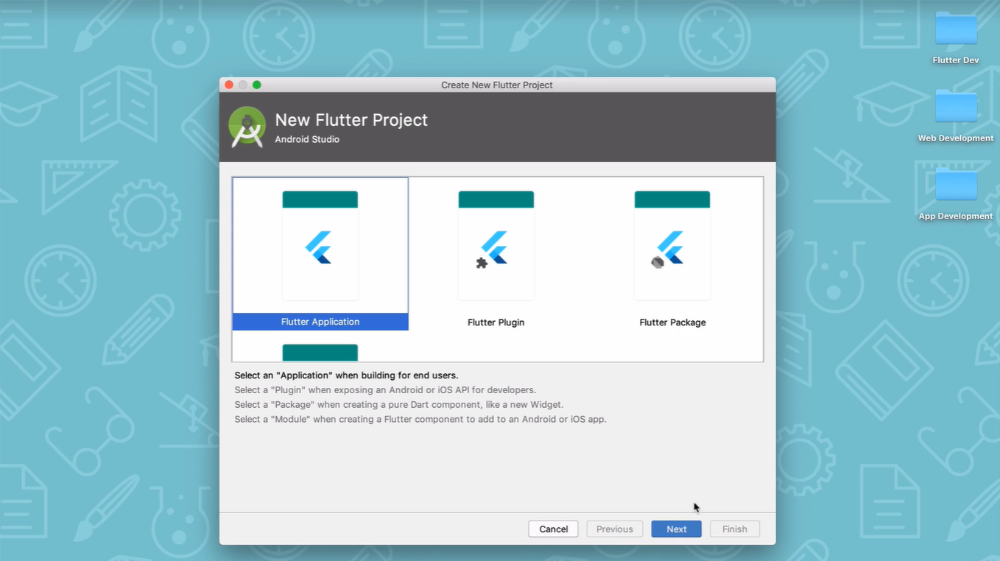 Create New Flutter Project
New Flutter Project
Android Studio
Flutter Application
Flutter Plugin
Flutter Package
Select an "Application" when building for end users.
Select a "Plugin" when exposing an Android or iOS API for developers.
Select a "Package" when creating a pure Dart component, like a new Widget.
Select a "Module" when creating a Flutter component to add to an Android or iOS app.
Cancel
Previous
Next
Finish
Flutter Dev
Web Development
App Development